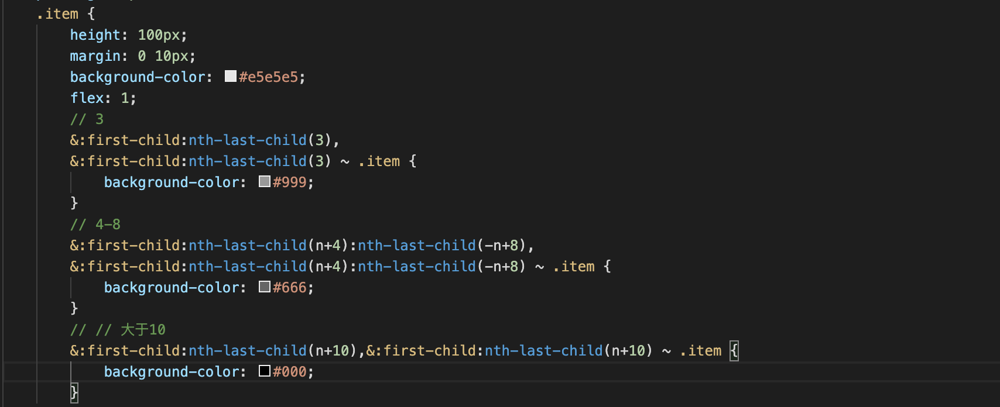 .item {
height: 100px;
margin: 0 10px;
background-color: #e5e5e5;
flex: 1;
// 3
&:first-child:nth-last-child(3),
&:first-child:nth-last-child(3) ~ .item {
background-color: #999;
}
// 4-8
&:first-child:nth-last-child(n+4):nth-last-child(-n+8),
&:first-child:nth-last-child(n+4):nth-last-child(-n+8) ~ .item {
background-color: #666;
}
// // 大于10
&:first-child:nth-last-child(n+10),&:first-child:nth-last-child(n+10) ~ .item {
background-color: #000;
}